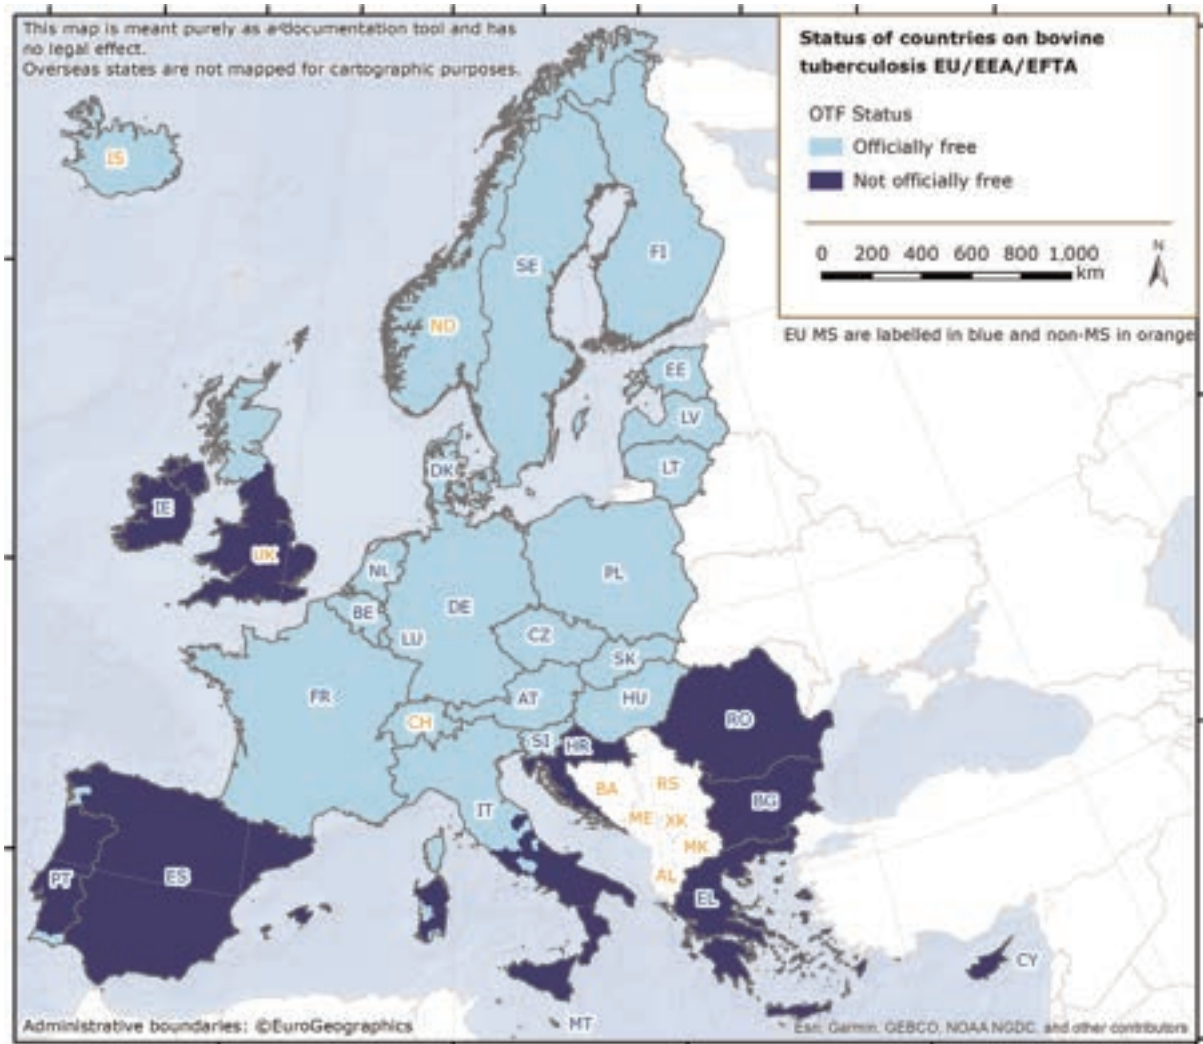 This map is meant purely as a documentation tool and has
no legal effect.
Overseas states are not mapped for cartographic purposes.
Status of countries on bovine
tuberculosis EU/EEA/EFTA
OTF Status
Officially free
Not officially free
0 200 400 600 800 1.000
km
N
EU MS are labelled in blue and non-MS in orange
IS
FI
SE
NO
EE
LV
LT
DK
IE
UK
NL
PL
BE
DE
LU
CZ
SK
FR
AT
HU
CH
RO
SI
HR
BA
RS
BG
IT
ME
XK
MK
PT
ES
AL
EL
CY
MT
Administrative boundaries: ©EuroGeographics
Esri, Garmin, GEBCO, NOAA NGDC, and other contributors